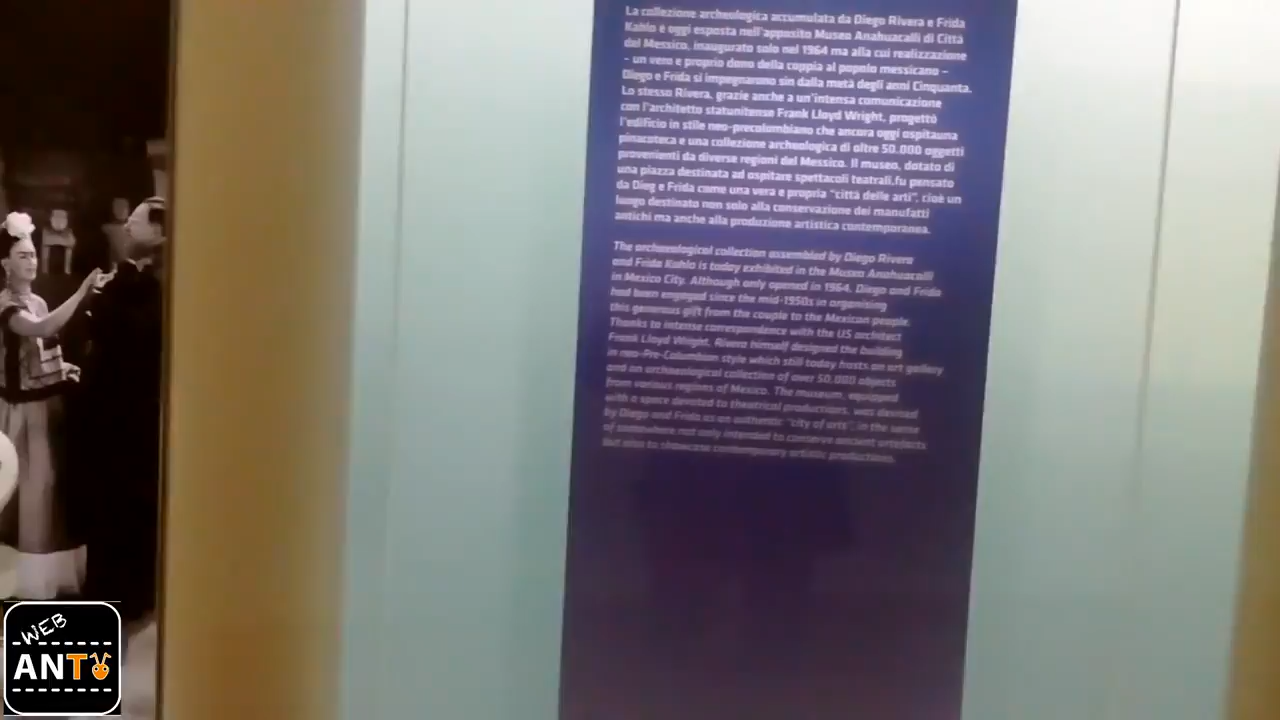 La collezione archeologica accumulata da Diego Rivera e Frida
Kahlo è oggi esposta nell'apposito Museo Anahuacalli di Città
del Messico, inaugurato solo nel 1964 ma alla cui realizzazione
- un vero e proprio dono della coppia al popolo messicano -
Diego e Frida si impegnarono sin dalla metà degli anni Cinquanta.
Lo stesso Rivera, grazie anche a un'intensa comunicazione
con l'architetto statunitense Frank Lloyd Wright, progettò
l'edificio in stile neo-precolombiano che ancora oggi ospitauna
pinacoteca e una collezione archeologica di oltre 50.000 oggetti
provenienti da diverse regioni del Messico. Il museo, dotato di
una piazza destinata ad ospitare spettacoli teatrali,fu pensato
da Dieg e Frida come una vera e propria "città delle arti", cioè un
luogo destinato non solo alla conservazione dei manufatti
antichi ma anche alla produzione artistica contemporanea.
The archaeological collection assembled by Diego Rivera
and Frida Kahlo is today exhibited in the Museo Anahuacalli
in Mexico City. Although only opened in 1964, Diego and Frida
had been engaged since the mid-1950s in organising
this generous gift from the couple to the Mexican people.
Thanks to intense correspondence with the US architect
Frank Lloyd Wright, Rivera himself designed the building
in neo-Pre-Columbian style which still today hosts an art gallery
and an archaeological collection of over 50,000 objects
from various regions of Mexico. The museum, equipped
with a space devoted to theatrical productions, was devised
by Diego and Frida as an authentic "city of arts", in the sense
of somewhere not only intended to conserve ancient artefacts
but also to showcase contemporary artistic productions.
WEB
ANTV